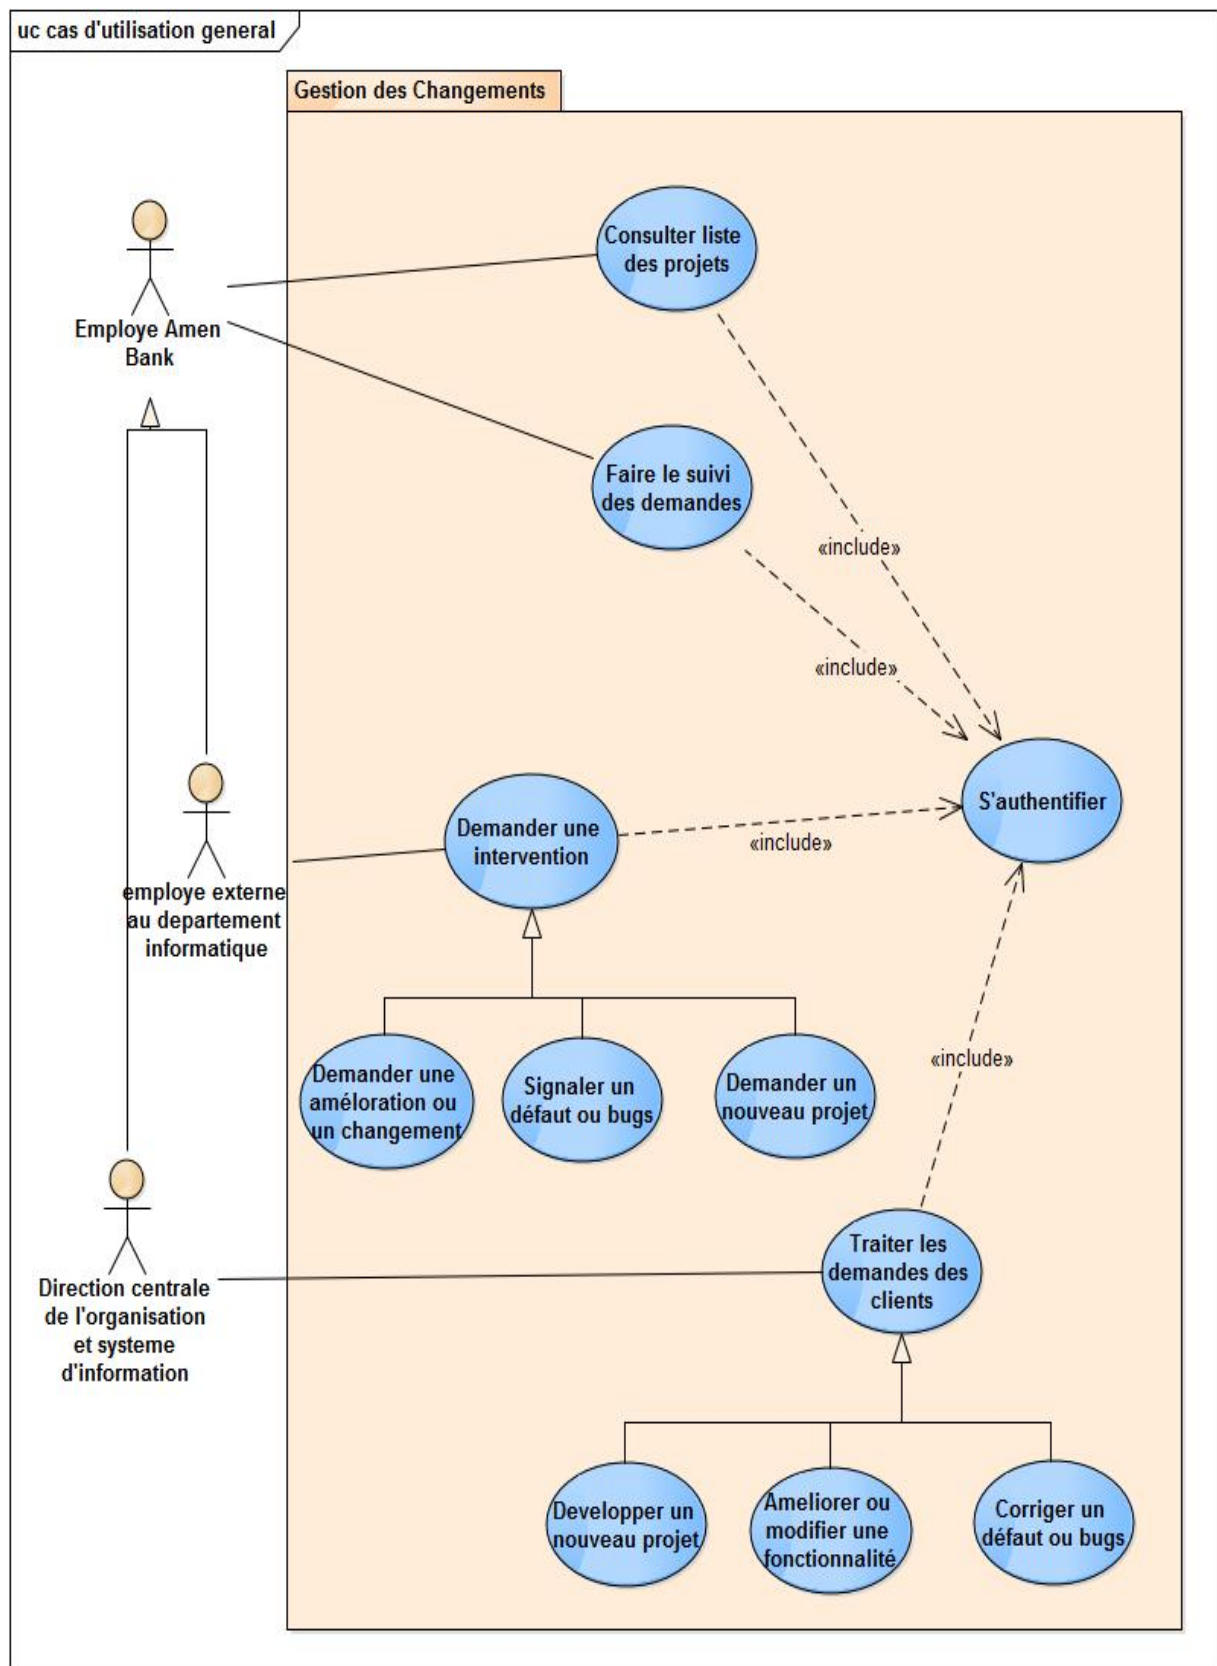 uc cas d'utilisation general
Gestion des Changements
Consulter liste
des projets
Employe Amen
Bank
Faire le suivi
des demandes
«include»
«include»
S'authentifier
Demander une
intervention
«include»
employe externe
au departement
informatique
Demander une
améloration ou
un changement
Signaler un
défaut ou bugs
Demander un
nouveau projet
«include»
Traiter les
demandes des
clients
Direction centrale
de l'organisation
et systeme
d'information
Developper un
nouveau projet
Ameliorer ou
modifier une
fonctionnalité
Corriger un
défaut ou bugs